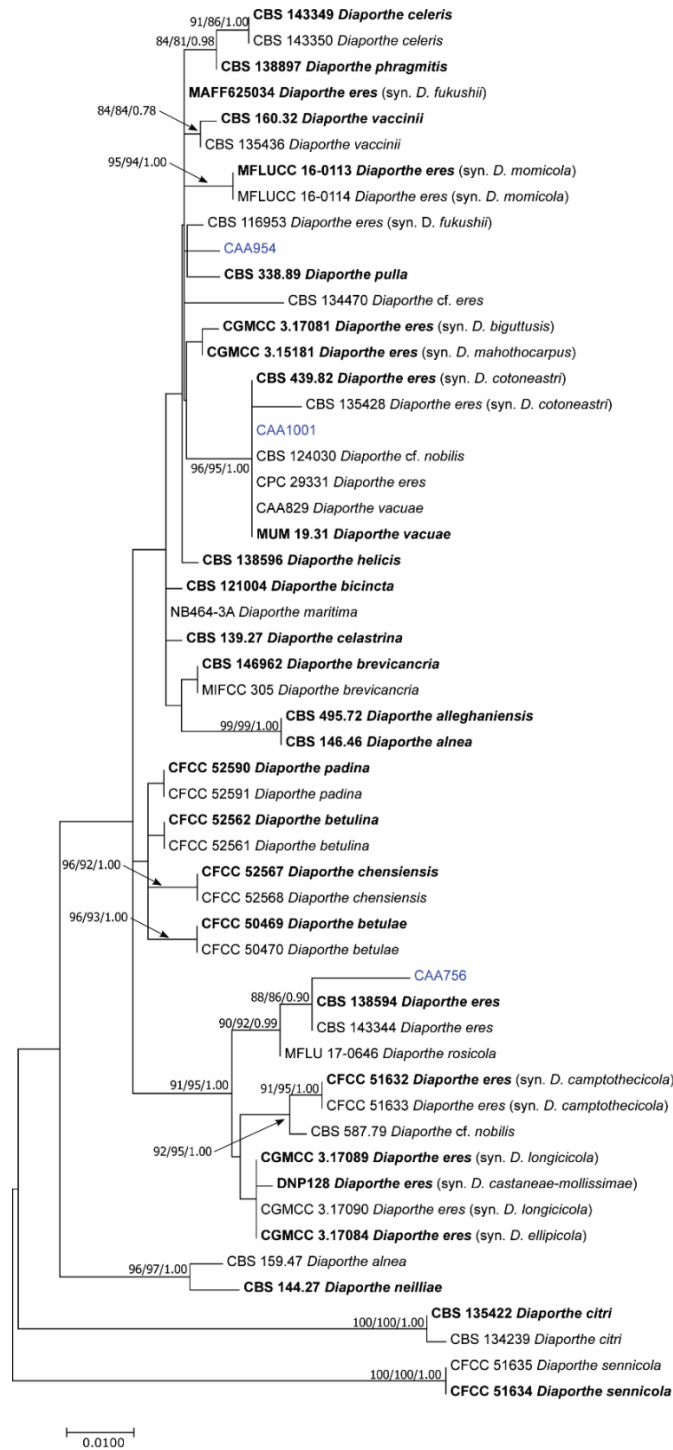 CBS 143349 Diaporthe celeris
91/86/1.00
CBS 143350 Diaporthe celeris
84/81/0.98
CBS 138897 Diaporthe phragmitis
MAFF625034 Diaporthe eres (syn. D. fukushii)
84/84/0.78
CBS 160.32 Diaporthe vaccinii
CBS 135436 Diaporthe vaccinii
95/94/1.00
MFLUCC 16-0113 Diaporthe eres (syn. D. momicola)
MFLUCC 16-0114 Diaporthe eres (syn. D. momicola)
CBS 116953 Diaporthe eres (syn. D. fukushii)
CAA954
CBS 338.89 Diaporthe pulla
CBS 134470 Diaporthe cf. eres
CGMCC 3.17081 Diaporthe eres (syn. D. biguttusis)
CGMCC 3.15181 Diaporthe eres (syn. D. mahothocarpus)
CBS 439.82 Diaporthe eres (syn. D. cotoneastri)
CBS 135428 Diaporthe eres (syn. D. cotoneastri)
CAA1001
CBS 124030 Diaporthe cf. nobilis
96/95/1.00
CPC 29331 Diaporthe eres
CAA829 Diaporthe vacuae
MUM 19.31 Diaporthe vacuae
CBS 138596 Diaporthe helicis
CBS 121004 Diaporthe bicincta
NB464-3A Diaporthe maritima
CBS 139.27 Diaporthe celastrina
CBS 146962 Diaporthe brevicancria
MIFCC 305 Diaporthe brevicancria
CBS 495.72 Diaporthe alleghaniensis
99/99/1.00
CBS 146.46 Diaporthe alnea
CFCC 52590 Diaporthe padina
CFCC 52591 Diaporthe padina
CFCC 52562 Diaporthe betulina
CFCC 52561 Diaporthe betulina
96/92/1.00
CFCC 52567 Diaporthe chensiensis
CFCC 52568 Diaporthe chensiensis
96/93/1.00
CFCC 50469 Diaporthe betulae
CFCC 50470 Diaporthe betulae
CAA756
88/86/0.90
CBS 138594 Diaporthe eres
90/92/0.99
CBS 143344 Diaporthe eres
MFLU 17-0646 Diaporthe rosicola
91/95/1.00
91/95/1.00
CFCC 51632 Diaporthe eres (syn. D. camptothecicola)
CFCC 51633 Diaporthe eres (syn. D. camptothecicola)
CBS 587.79 Diaporthe cf. nobilis
92/95/1.00
CGMCC 3.17089 Diaporthe eres (syn. D. longicicola)
DNP128 Diaporthe eres (syn. D. castaneae-mollissimae)
CGMCC 3.17090 Diaporthe eres (syn. D. longicicola)
CGMCC 3.17084 Diaporthe eres (syn. D. ellipicola)
CBS 159.47 Diaporthe alnea
96/97/1.00
CBS 144.27 Diaporthe neilliae
CBS 135422 Diaporthe citri
100/100/1.00
CBS 134239 Diaporthe citri
CFCC 51635 Diaporthe sennicola
100/100/1.00
CFCC 51634 Diaporthe sennicola
0.0100